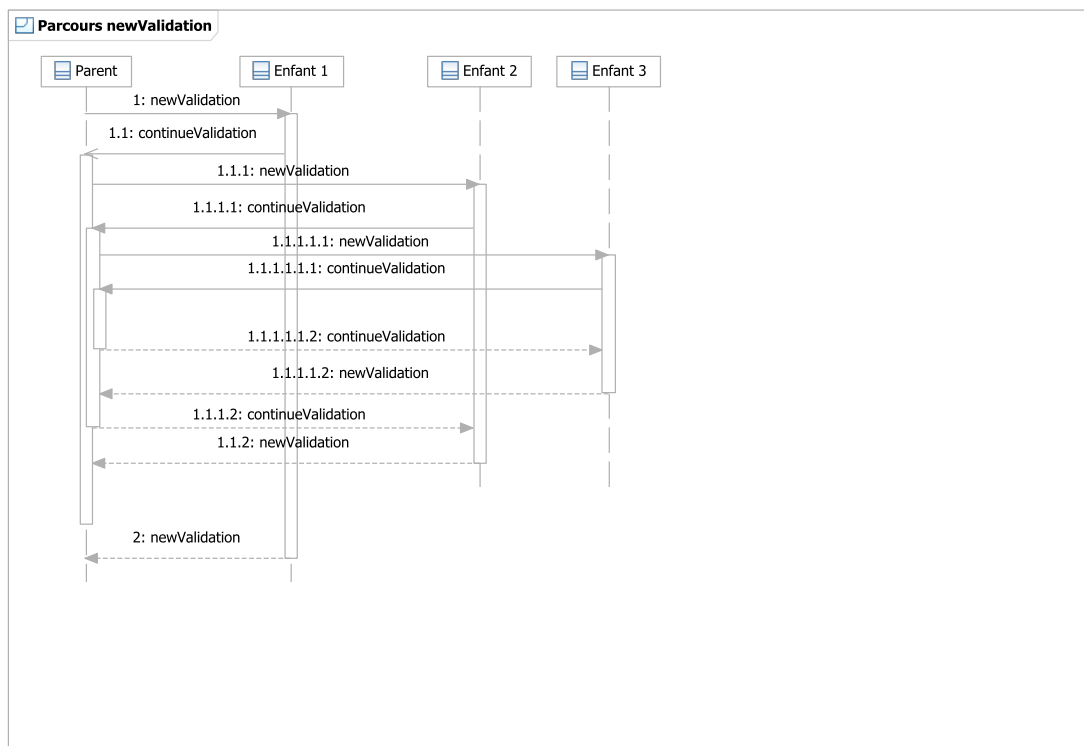 Parcours newValidation
Parent
Enfant 1
Enfant 2
Enfant 3
1: newValidation
1.1: continueValidation
1.1.1: newValidation
1.1.1.1: continueValidation
1.1.1.1.1: newValidation
1.1.1.1.1.1: continueValidation
1.1.1.1.1.2: continueValidation
1.1.1.1.2: newValidation
1.1.1.2: continueValidation
1.1.2: newValidation
2: newValidation